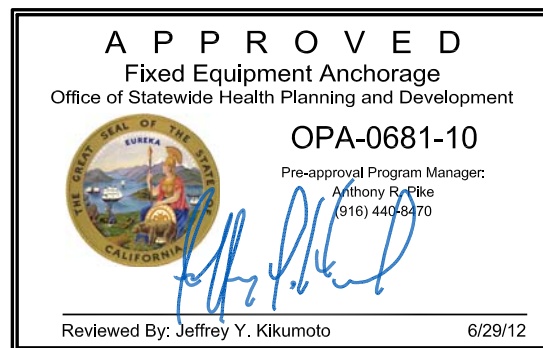 A P P R O V E D
Fixed Equipment Anchorage
Office of Statewide Health Planning and Development
THE GREAT SEAL OF THE STATE OF CALIFORNIA
EUREKA
OPA-0681-10
Pre-approval Program Manager:
Anthony R. Pike
(916) 440-8470
Reviewed By: Jeffrey Y. Kikumoto 6/29/12